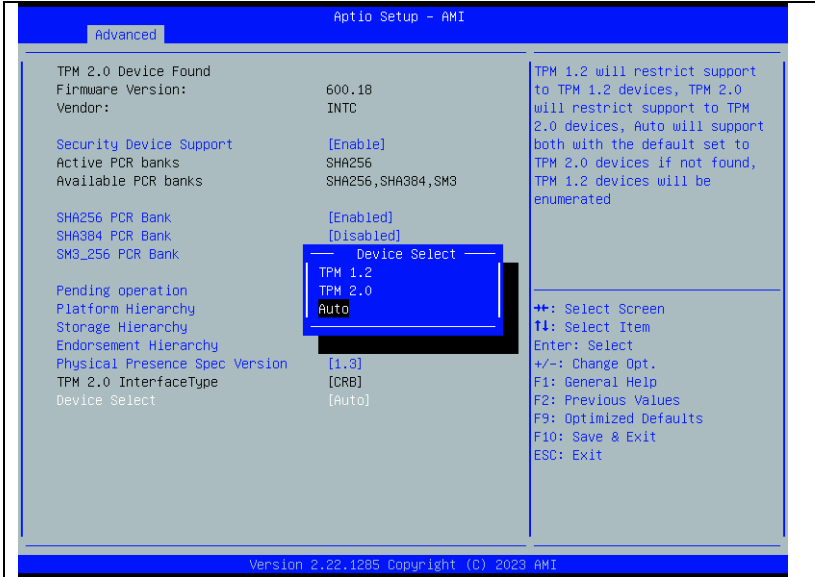 Aptio Setup – AMI
Advanced
TPM 2.0 Device Found
Firmware Version: 600.18
Vendor: INTC
Security Device Support [Enable]
Active PCR banks SHA256
Available PCR banks SHA256,SHA384,SM3
SHA256 PCR Bank [Enabled]
SHA384 PCR Bank [Disabled]
SM3_256 PCR Bank
Pending operation
Platform Hierarchy
Storage Hierarchy
Endorsement Hierarchy
Physical Presence Spec Version [1.3]
TPM 2.0 InterfaceType [CRB]
Device Select [Auto]
Device Select
TPM 1.2
TPM 2.0
Auto
TPM 1.2 will restrict support
to TPM 1.2 devices, TPM 2.0
will restrict support to TPM
2.0 devices, Auto will support
both with the default set to
TPM 2.0 devices if not found,
TPM 1.2 devices will be
enumerated
→←: Select Screen
↑↓: Select Item
Enter: Select
+/-: Change Opt.
F1: General Help
F2: Previous Values
F9: Optimized Defaults
F10: Save & Exit
ESC: Exit
Version 2.22.1285 Copyright (C) 2023 AMI